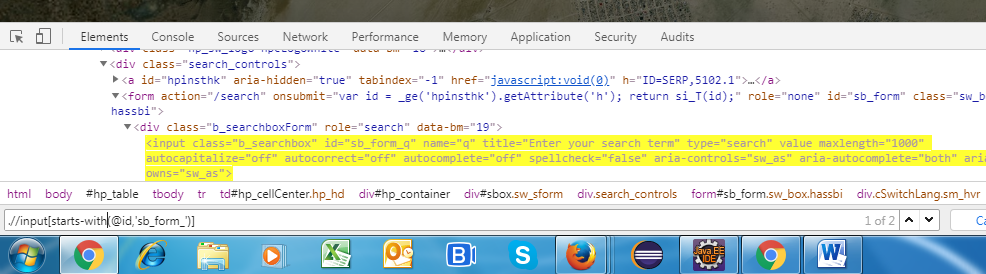 Elements Console Sources Network Performance Memory Application Security Audits
<div class="search_controls">
<a id="hpinsthk" aria-hidden="true" tabindex="-1" href="javascript:void(0)" h="ID=SERP,5102.1">…</a>
<form action="/search" onsubmit="var id = _ge('hpinsthk').getAttribute('h'); return si_T(id);" role="none" id="sb_form" class="sw_b
hassbi">
<div class="b_searchboxForm" role="search" data-bm="19">
<input class="b_searchbox" id="sb_form_q" name="q" title="Enter your search term" type="search" value maxlength="1000"
autocapitalize="off" autocorrect="off" autocomplete="off" spellcheck="false" aria-controls="sw_as" aria-autocomplete="both" aria
owns="sw_as">
html body #hp_table tbody tr td#hp_cellCenter.hp_hd div#hp_container div#sbox.sw_sform div.search_controls form#sb_form.sw_box.hassbi div.cSwitchLang.sm_hvr
.//input[starts-with(@id,'sb_form_')] 1 of 2 Ca
Java EE
IDE